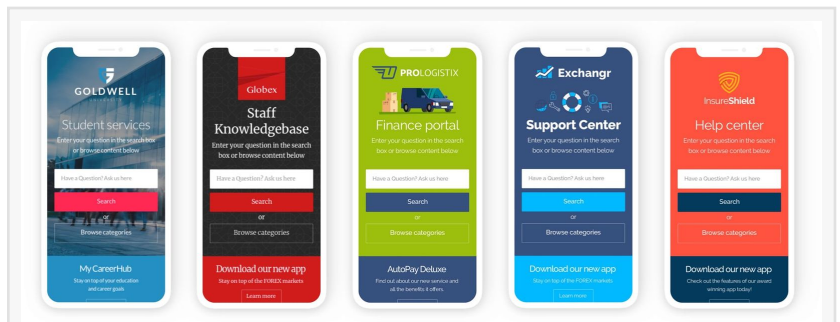 GOLDWELL
UNIVERSITY
Student services
Enter your question in the search box
or browse content below
Have a Question? Ask us here
Search
or
Browse categories
My CareerHub
Stay on top of your education
and career goals
Globex
Staff
Knowledgebase
Enter your question in the search
box or browse content below
Have a Question? Ask us here
Search
or
Browse categories
Download our new app
Stay on top of the FOREX markets
Learn more
PROLOGISTIX
Finance portal
Enter your question in the search
box or browse content below
Have a Question? Ask us here
Search
or
Browse categories
AutoPay Deluxe
Find out about our new service and
all the benefits it offers.
Exchangr
Support Center
Enter your question in the search
box or browse content below
Have a Question? Ask us here
Search
or
Browse categories
Download our new app
Stay on top of the FOREX markets
Learn more
InsureShield
Help center
Enter your question in the search
box or browse content below
Have a Question? Ask us here
Search
or
Browse categories
Download our new app
Check out the features of our award
winning app today!